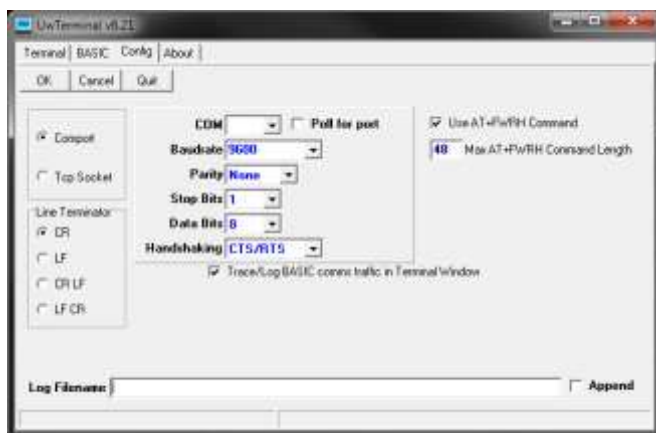 UwTerminal v6.21
Terminal BASIC Config About
OK Cancel Quit
Comport
Tcp Socket
Line Terminator
CR
LF
CR LF
LF CR
COM Poll for port
Baudrate 9600
Parity None
Stop Bits 1
Data Bits 8
Handshaking CTS/RTS
Use AT+FWRH Command
48 Max AT+FWRH Command Length
Trace/Log BASIC comms traffic in Terminal Window
Log Filename Append